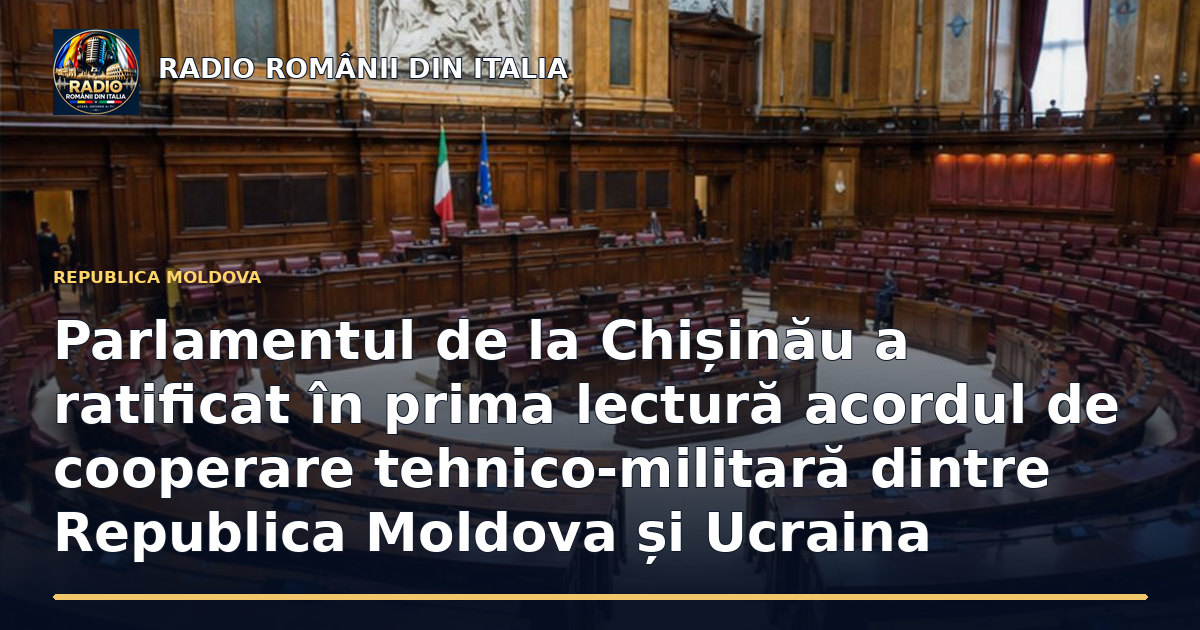 RADIO
ROMÂNII DIN ITALIA
RADIO ROMÂNII DIN ITALIA
REPUBLICA MOLDOVA
Parlamentul de la Chișinău a
ratificat în prima lectură acordul de
cooperare tehnico-militară dintre
Republica Moldova și Ucraina